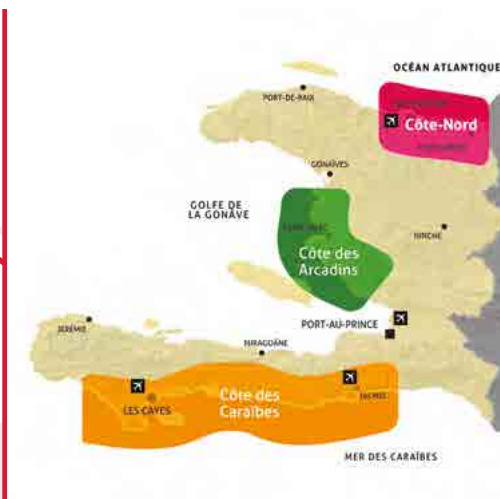 OCÉAN ATLANTIQUE
PORT-DE-PAIX
Côte-Nord
GONAÏVES
GOLFE DE
LA GONÂVE
HINCHE
Côte des
Arcadins
PORT-AU-PRINCE
JÉRÉMIE
MIRAGOÂNE
LES CAYES
Côte des
Caraïbes
JACMEL
MER DES CARAÏBES